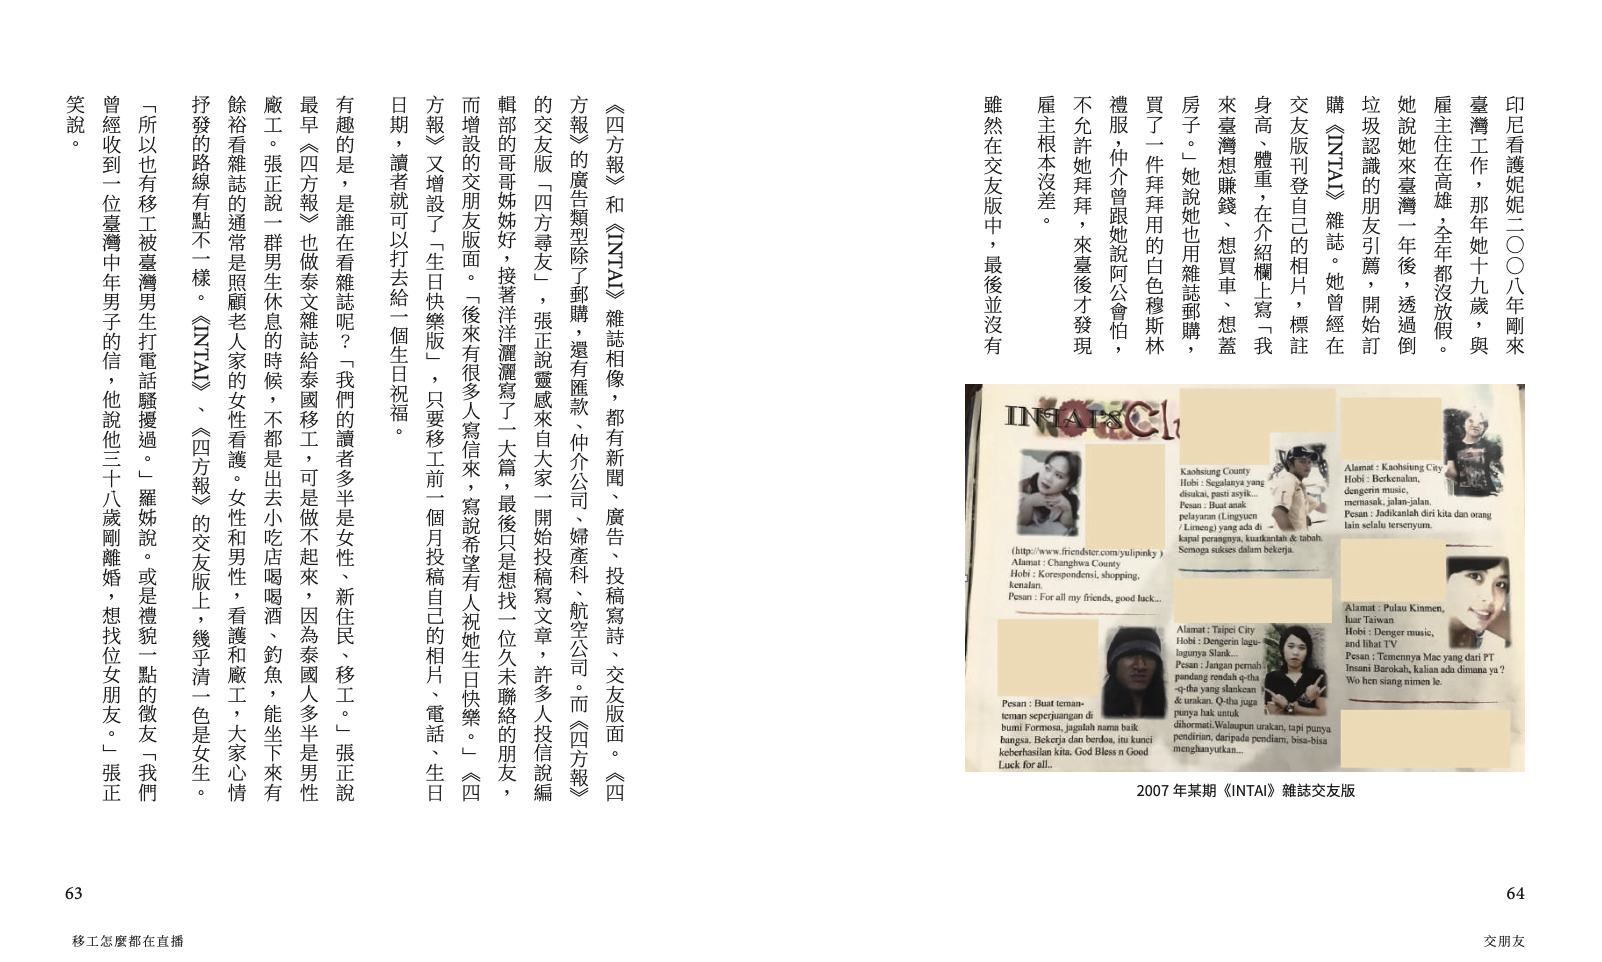 《四方報》和《INTAI》雜誌相像，都有新聞、廣告、投稿寫詩、交友版面。《四
方報》的廣告類型除了郵購，還有匯款、仲介公司、婦產科、航空公司。而《四方報》
的交友版「四方尋友」，張正說靈感來自大家一開始投稿寫文章，許多人投信說編
輯部的哥哥姊姊好，接著洋洋灑灑寫了一大篇，最後只是想找一位久未聯絡的朋友，
而增設的交朋友版面。「後來有很多人寫信來，寫說希望有人祝她生日快樂。」《四
方報》又增設了「生日快樂版」，只要移工前一個月投稿自己的相片、電話、生日
日期，讀者就可以打去給一個生日祝福。
有趣的是，是誰在看雜誌呢？「我們的讀者多半是女性、新住民、移工。」張正說
最早《四方報》也做泰文雜誌給泰國移工，可是做不起來，因為泰國人多半是男性
廠工。張正說一群男生休息的時候，不都是出去小吃店喝喝酒、釣魚，能坐下來有
餘裕看雜誌的通常是照顧老人家的女性看護。女性和男性，看護和廠工，大家心情
抒發的路線有點不一樣。《INTAI》、《四方報》的交友版上，幾乎清一色是女生。
「所以也有移工被臺灣男生打電話騷擾過。」羅姊說。或是禮貌一點的徵友「我們
曾經收到一位臺灣中年男子的信，他說他三十八歲剛離婚，想找位女朋友。」張正
笑說。
63
移工怎麼都在直播
印尼看護妮妮二〇〇八年剛來
臺灣工作，那年她十九歲，與
雇主住在高雄，全年都沒放假。
她說她來臺灣一年後，透過倒
垃圾認識的朋友引薦，開始訂
購《INTAI》雜誌。她曾經在
交友版刊登自己的相片，標註
身高、體重，在介紹欄上寫「我
來臺灣想賺錢、想買車、想蓋
房子。」她說她也用雜誌郵購，
買了一件拜拜用的白色穆斯林
禮服，仲介曾跟她說阿公會怕，
不允許她拜拜，來臺後才發現
雇主根本沒差。
雖然在交友版中，最後並沒有
INTAI'S Clu
(http://www.friendster.com/yulipinky )
Alamat : Changhwa County
Hobi : Korespondensi, shopping,
kenalan.
Pesan : For all my friends, good luck...
Pesan : Buat teman-
teman seperjuangan di
bumi Formosa, jagalah nama baik
bangsa. Bekerja dan berdoa, itu kunci
keberhasilan kita. God Bless n Good
Luck for all..
Kaohsiung County
Hobi : Segalanya yang
disukai, pasti asyik...
Pesan : Buat anak
pelayaran (Lingyuen
/ Limeng) yang ada di
kapal perangnya, kuatkanlah & tabah.
Semoga sukses dalam bekerja.
Alamat : Taipei City
Hobi : Dengerin lagu-
lagunya Slank...
Pesan : Jangan pernah
pandang rendah q-tha
-q-tha yang slankean
& urakan. Q-tha juga
punya hak untuk
dihormati.Walaupun urakan, tapi punya
pendirian, daripada pendiam, bisa-bisa
menghanyutkan...
Alamat : Kaohsiung City
Hobi : Berkenalan,
dengerin music,
memasak, jalan-jalan.
Pesan : Jadikanlah diri kita dan orang
lain selalu tersenyum.
Alamat : Pulau Kinmen,
luar Taiwan
Hobi : Denger music,
and lihat TV
Pesan : Temennya Mae yang dari PT
Insani Barokah, kalian ada dimana ya ?
Wo hen siang nimen le.
2007 年某期《INTAI》雜誌交友版
64
交朋友